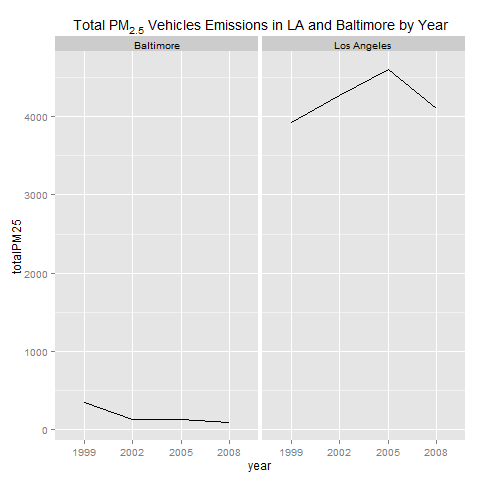 Total PM2.5 Vehicles Emissions in LA and Baltimore by Year
Baltimore
Los Angeles
4000
3000
2000
1000
0
totalPM25
1999 2002 2005 2008
1999 2002 2005 2008
year